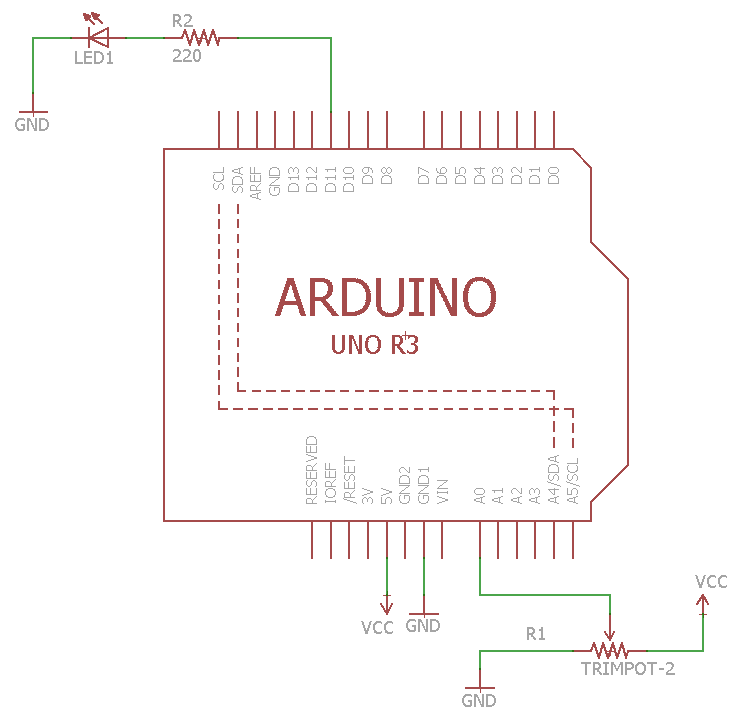 R2
LED1
220
GND
SCL
SDA
AREF
GND
D13
D12
D11
D10
D9
D8
D7
D6
D5
D4
D3
D2
D1
D0
ARDUINO
UNO R3
RESERVED
IOREF
/RESET
3V
5V
GND2
GND1
VIN
A0
A1
A2
A3
A4/SDA
A5/SCL
VCC
VCC
GND
R1
TRIMPOT-2
GND